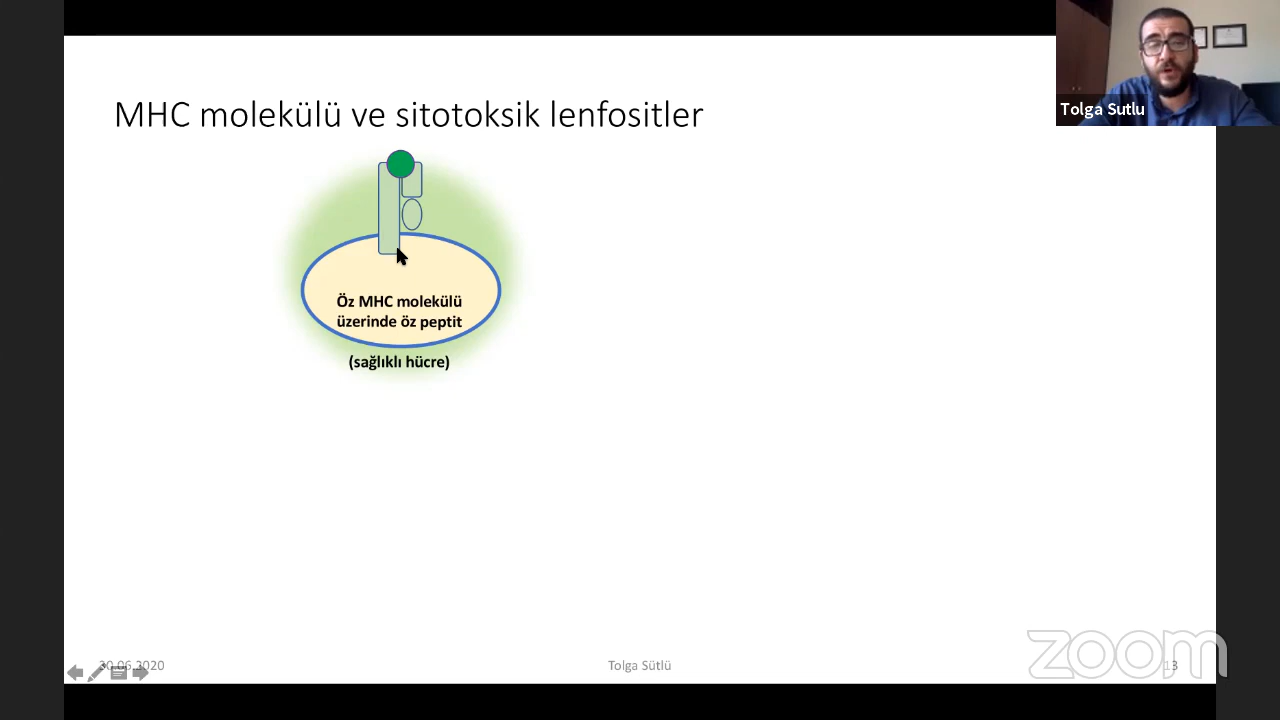 MHC molekülü ve sitotoksik lenfositler
Tolga Sutlu
Öz MHC molekülü
üzerinde öz peptit
(sağlıklı hücre)
30.06.2020
Tolga Sütlü
13
zoom